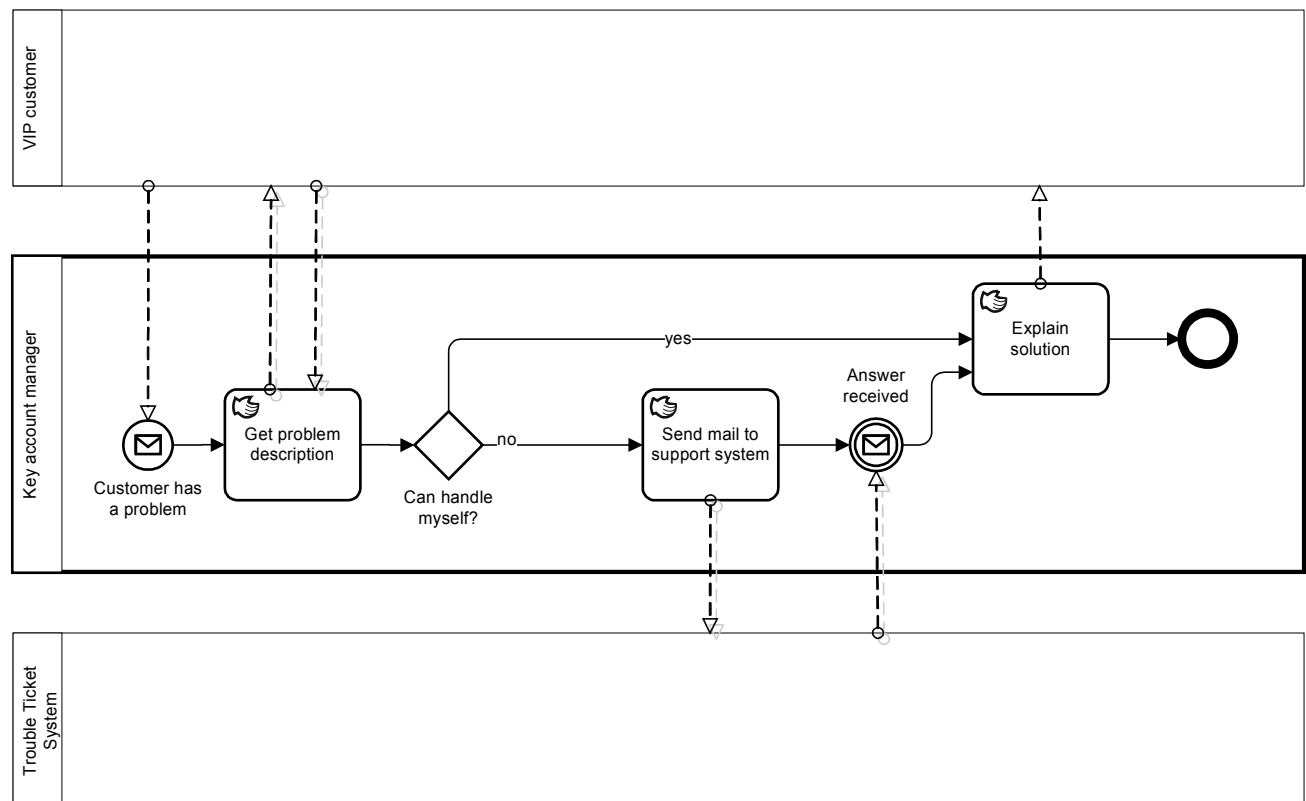 VIP customer
Key account manager
Customer has
a problem
Get problem
description
Can handle
myself?
yes
no
Send mail to
support system
Answer
received
Explain
solution
Trouble Ticket
System